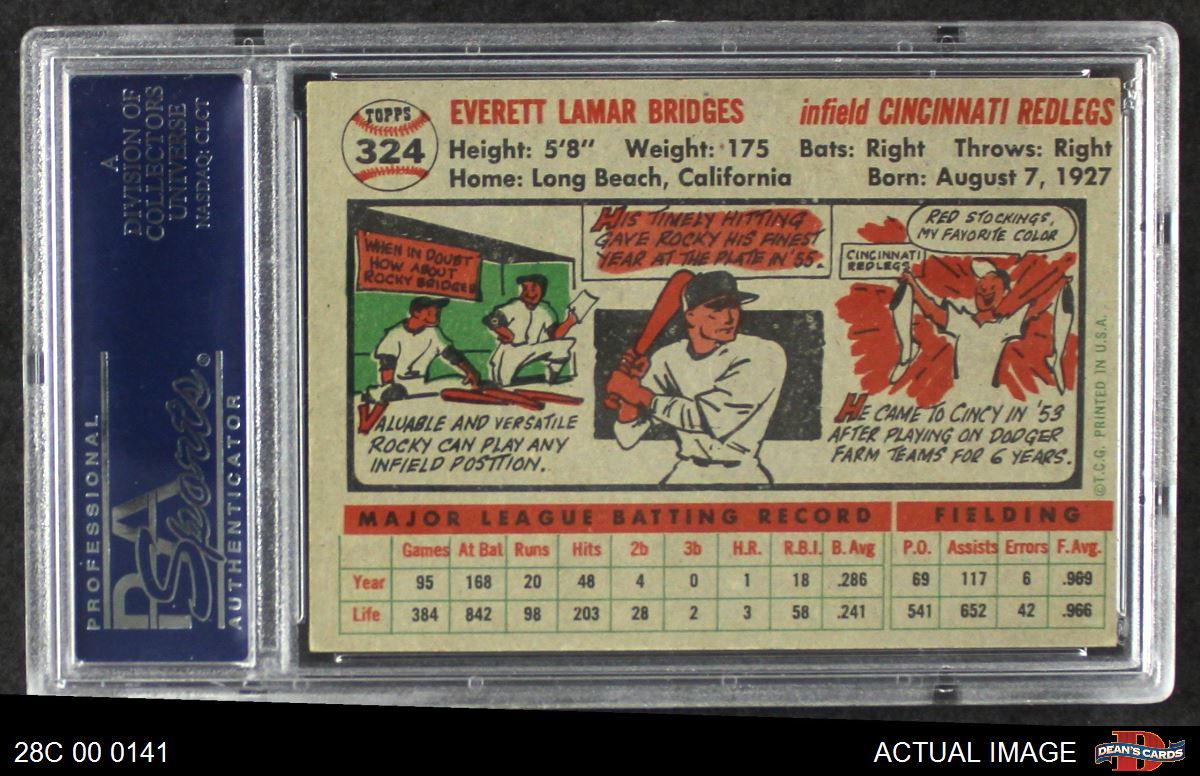 A
DIVISION OF
COLLECTORS
UNIVERSE
NASDAQ: CLCT
PROFESSIONAL
PSA
Sports
AUTHENTICATOR
TOPPS
324
EVERETT LAMAR BRIDGES infield CINCINNATI REDLEGS
Height: 5'8" Weight: 175 Bats: Right Throws: Right
Home: Long Beach, California Born: August 7, 1927
WHEN IN DOUBT
HOW ABOUT
ROCKY BRIDGES
VALUABLE AND VERSATILE
ROCKY CAN PLAY ANY
INFIELD POSITION.
HIS TIMELY HITTING
GAVE ROCKY HIS FINEST
YEAR AT THE PLATE IN '55.
RED STOCKINGS,
MY FAVORITE COLOR
CINCINNATI
REDLEGS
HE CAME TO CINCY IN '53
AFTER PLAYING ON DODGER
FARM TEAMS FOR 6 YEARS.
©T.C.G. PRINTED IN U.S.A.
MAJOR LEAGUE BATTING RECORD FIELDING
Games At Bat Runs Hits 2b 3b H.R. R.B.I. B. Avg P.O. Assists Errors F. Avg.
Year 95 168 20 48 4 0 1 18 .286 69 117 6 .969
Life 384 842 98 203 28 2 3 58 .241 541 652 42 .966
28C 00 0141
ACTUAL IMAGE
DEAN'S CARDS